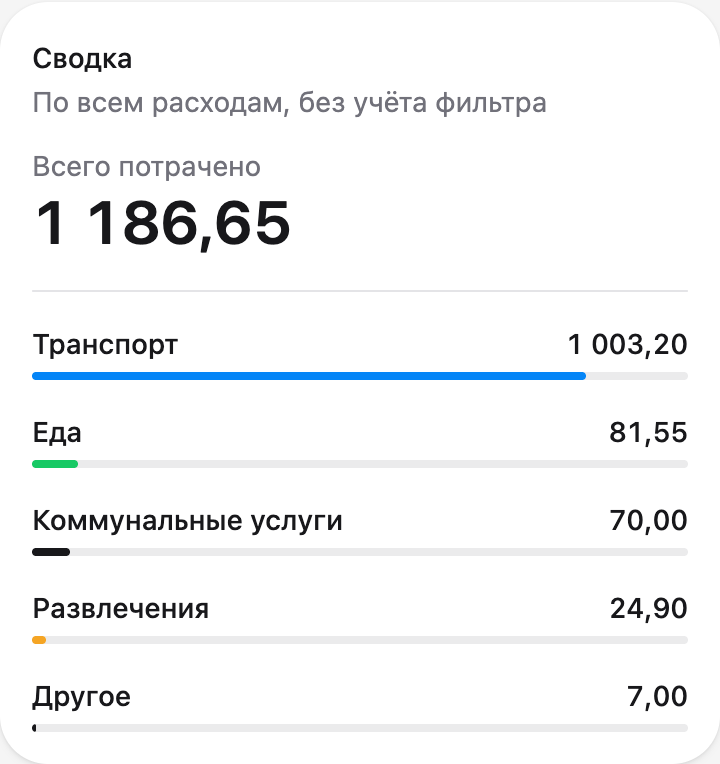 Сводка
По всем расходам, без учёта фильтра
Всего потрачено
1 186,65
Транспорт 1 003,20
Еда 81,55
Коммунальные услуги 70,00
Развлечения 24,90
Другое 7,00